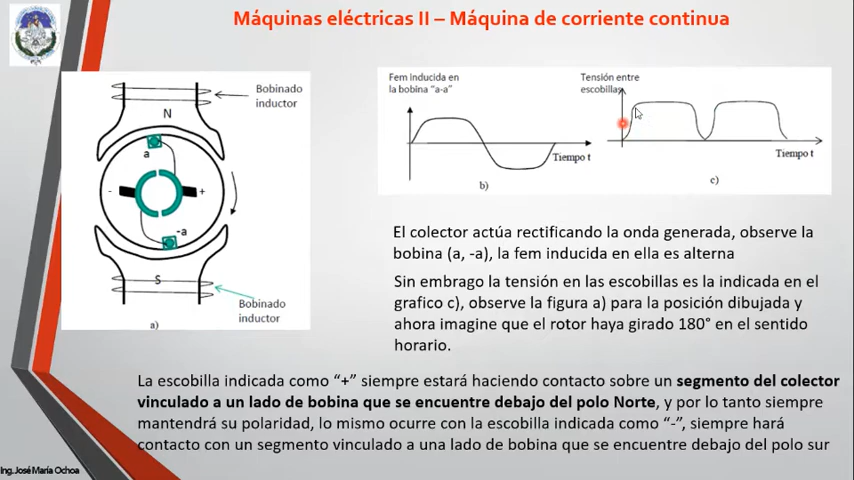 Máquinas eléctricas II – Máquina de corriente continua
Bobinado
inductor
N
a
-
+
-a
S
Bobinado
inductor
a)
Fem inducida en
la bobina "a-a"
Tiempo t
b)
Tensión entre
escobillas
Tiempo t
c)
El colector actúa rectificando la onda generada, observe la
bobina (a, -a), la fem inducida en ella es alterna
Sin embrago la tensión en las escobillas es la indicada en el
grafico c), observe la figura a) para la posición dibujada y
ahora imagine que el rotor haya girado 180° en el sentido
horario.
La escobilla indicada como "+" siempre estará haciendo contacto sobre un segmento del colector
vinculado a un lado de bobina que se encuentre debajo del polo Norte, y por lo tanto siempre
mantendrá su polaridad, lo mismo ocurre con la escobilla indicada como "-", siempre hará
contacto con un segmento vinculado a una lado de bobina que se encuentre debajo del polo sur
Ing. José María Ochoa